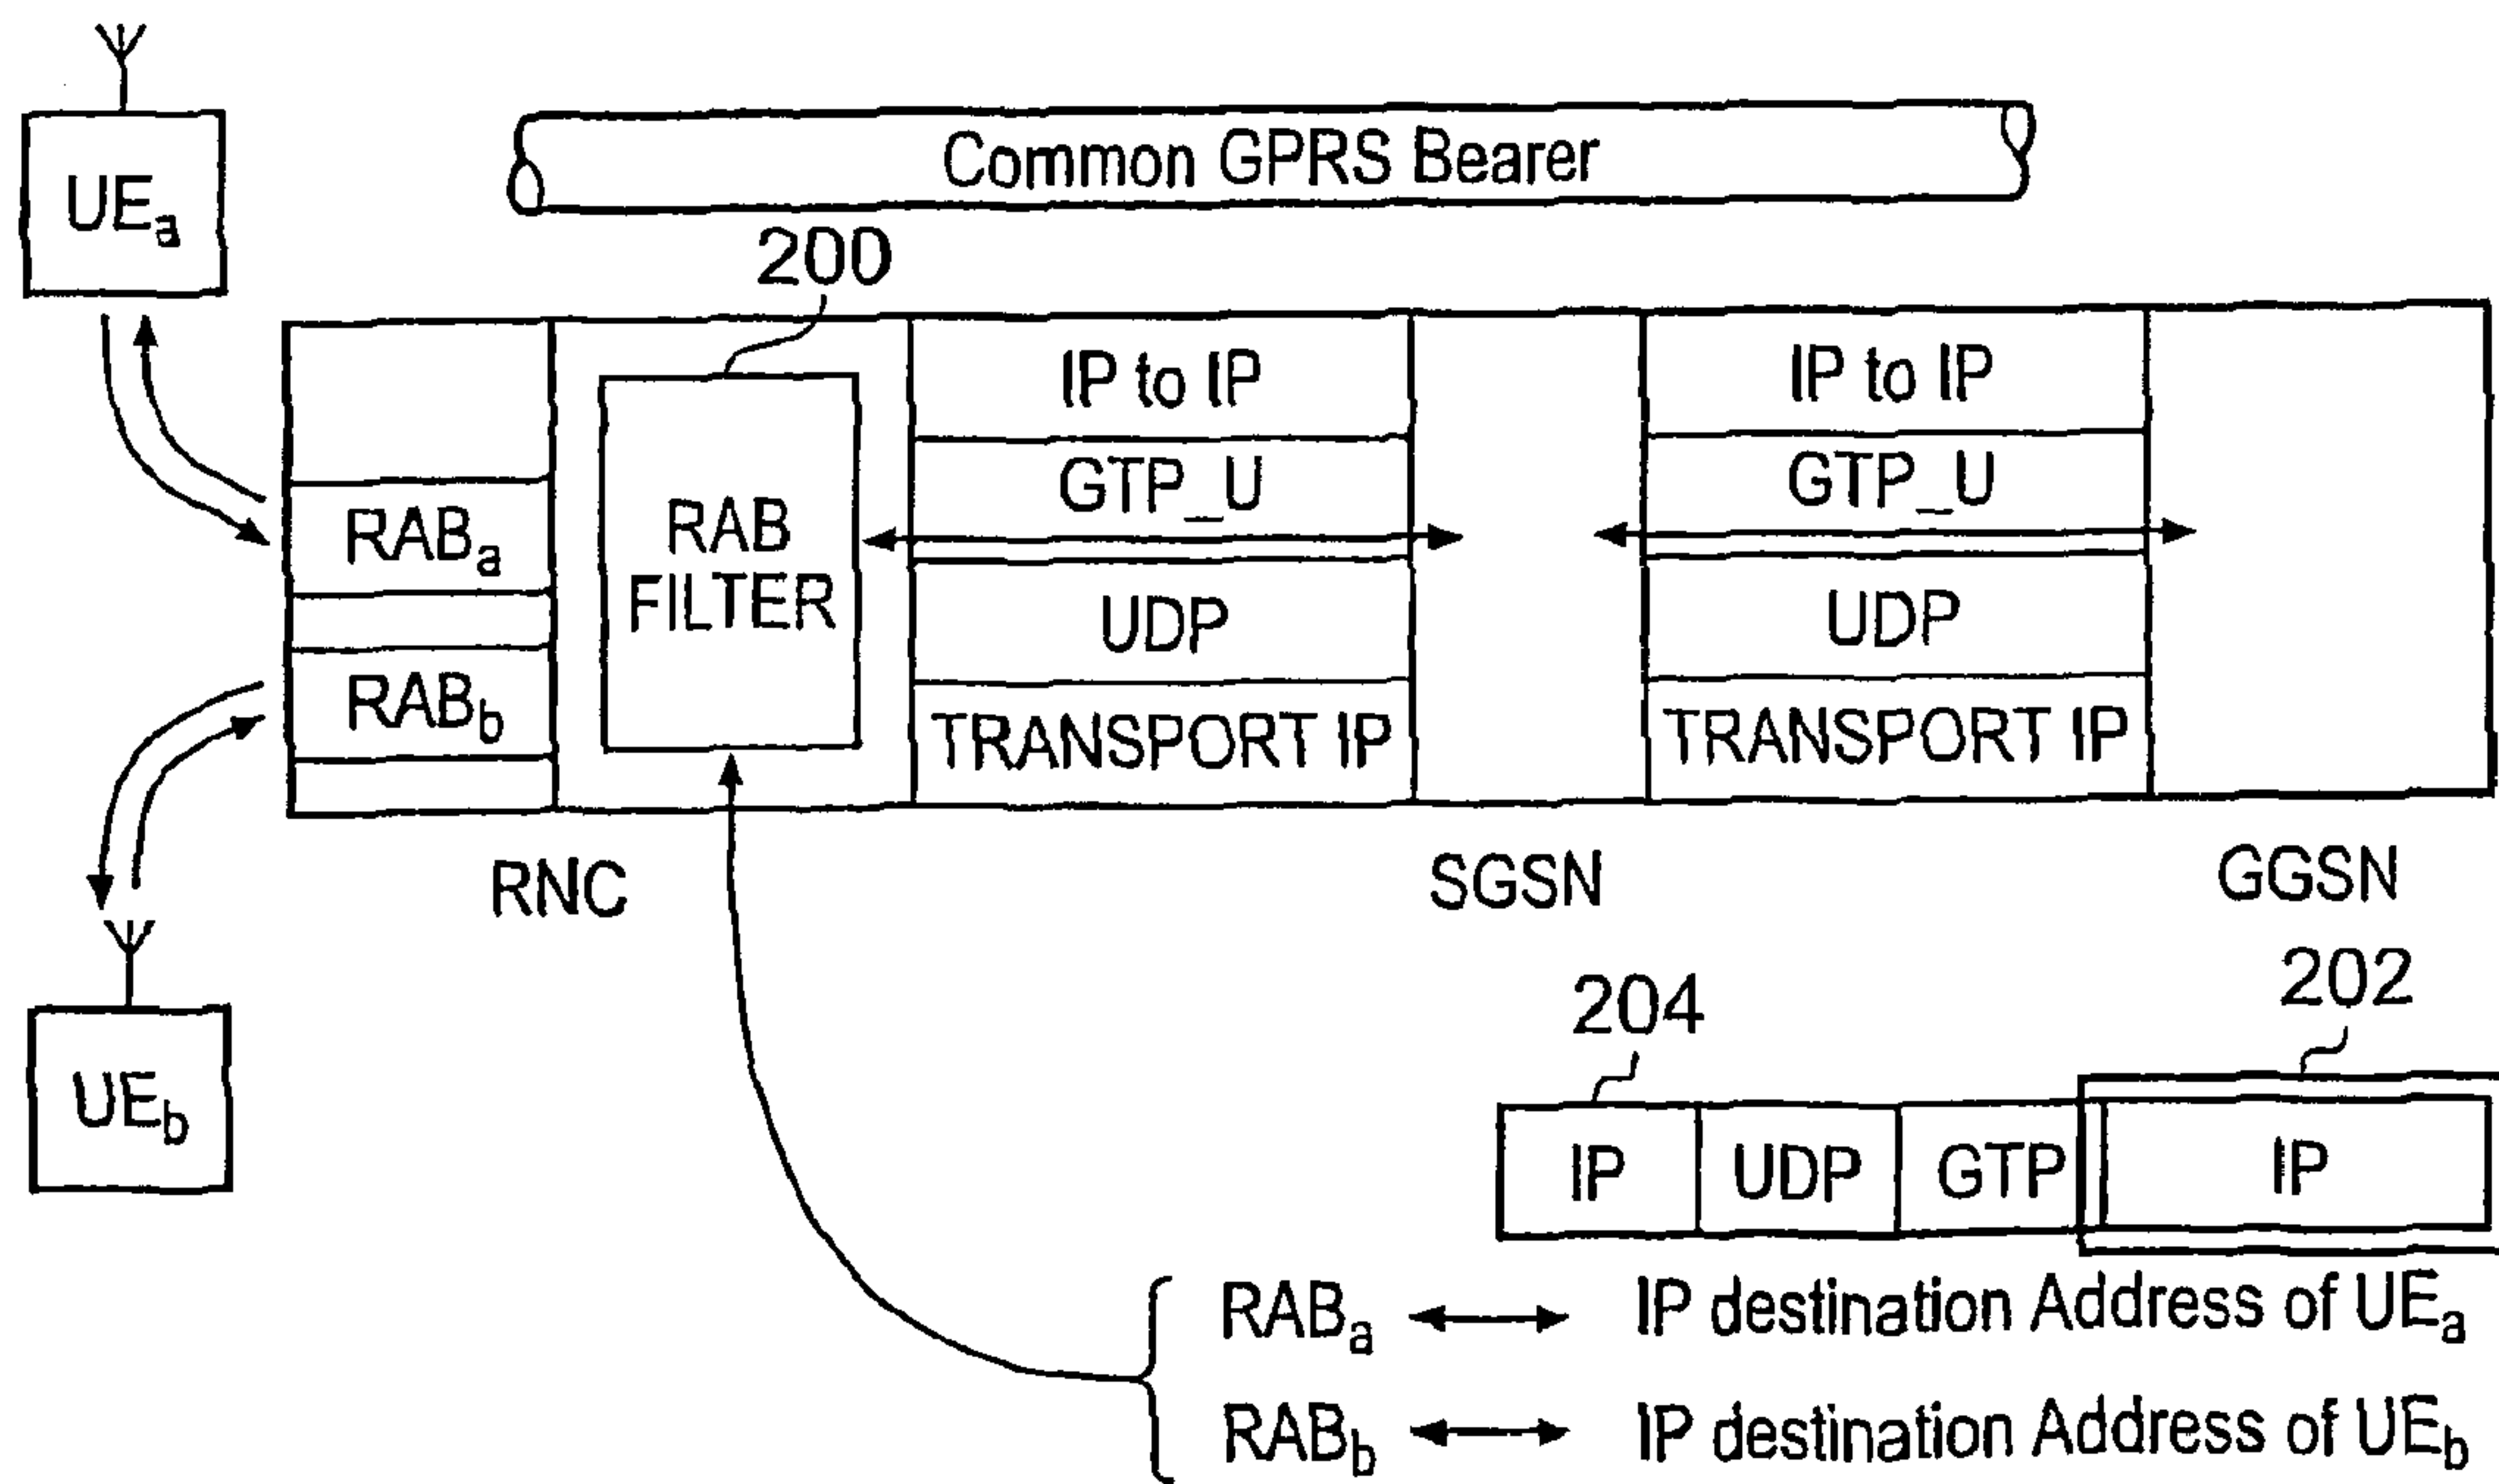 Common GPRS Bearer
UEa
200
IP to IP
IP to IP
GTP_U
GTP_U
RABa
RAB
FILTER
UDP
UDP
RABb
TRANSPORT IP
TRANSPORT IP
RNC
SGSN
GGSN
204
202
UEb
IP
UDP
GTP
IP
RABa
IP destination Address of UEa
RABb
IP destination Address of UEb